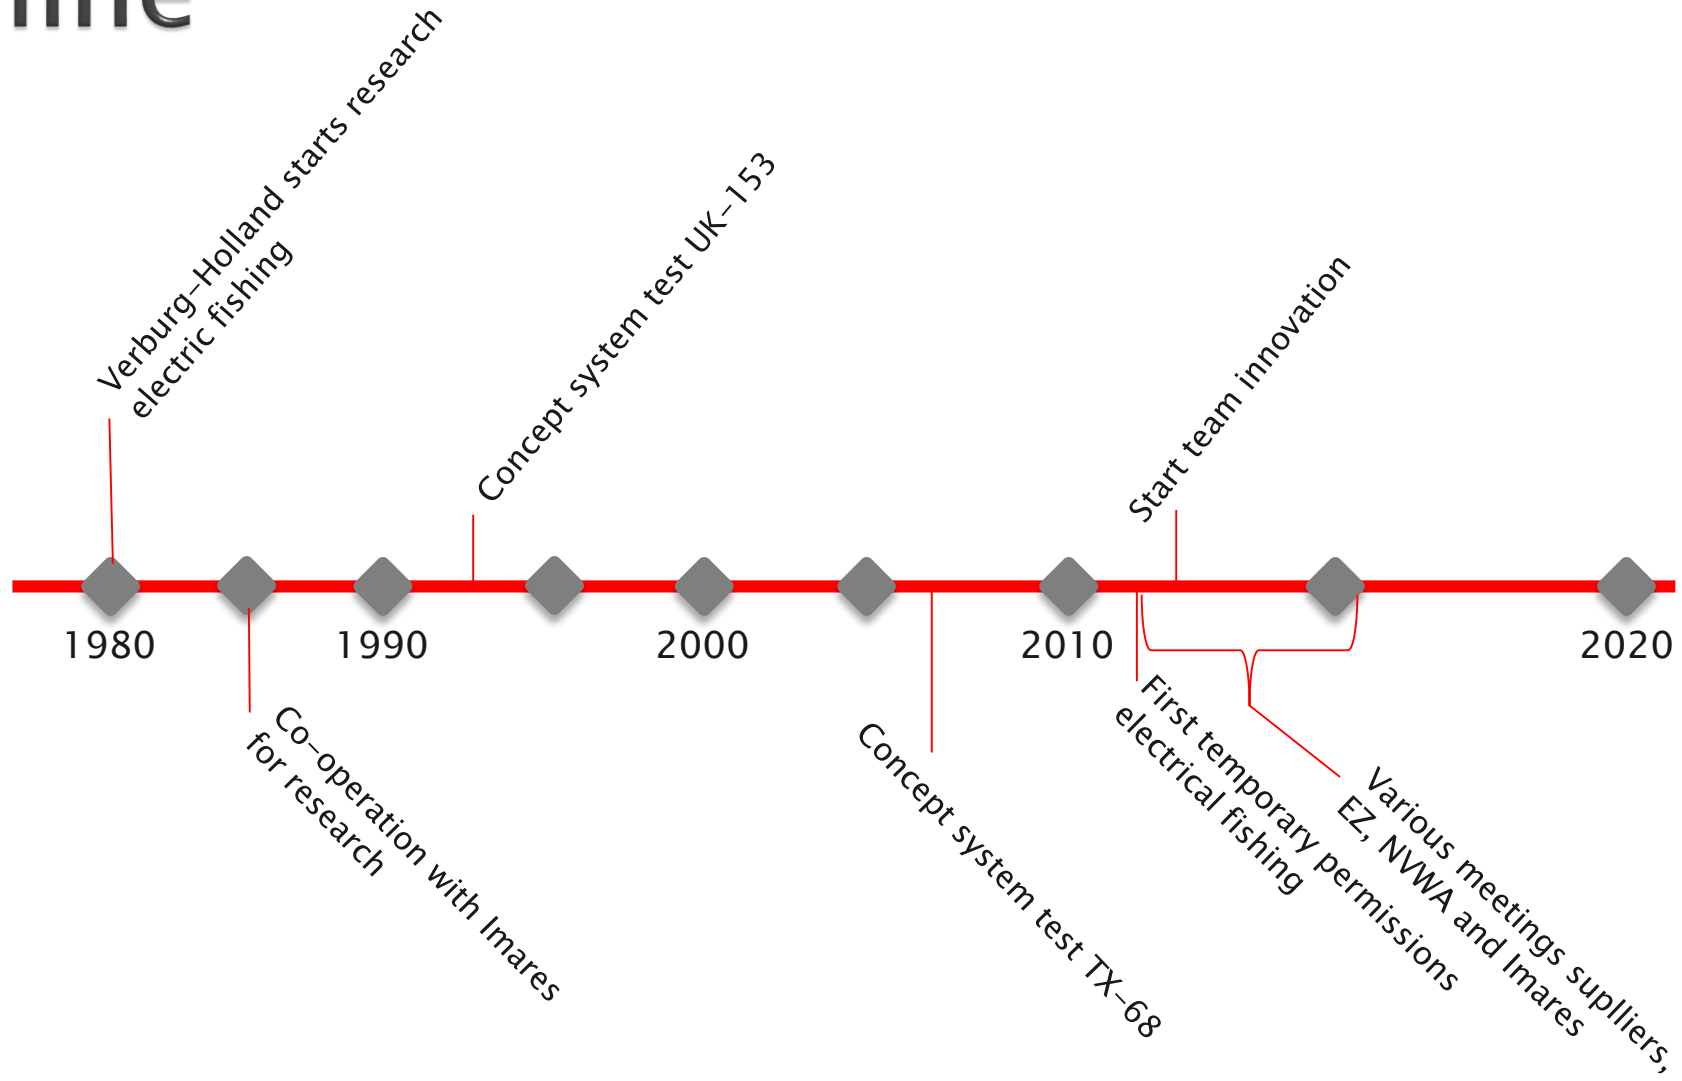 Verburg-Holland starts research
electric fishing
Concept system test UK-153
Start team innovation
1980
1990
2000
2010
2020
Co-operation with Imares
for research
Concept system test TX-68
First temporary permissions
electrical fishing
Various meetings suplliers,
EZ, NVWA and Imares